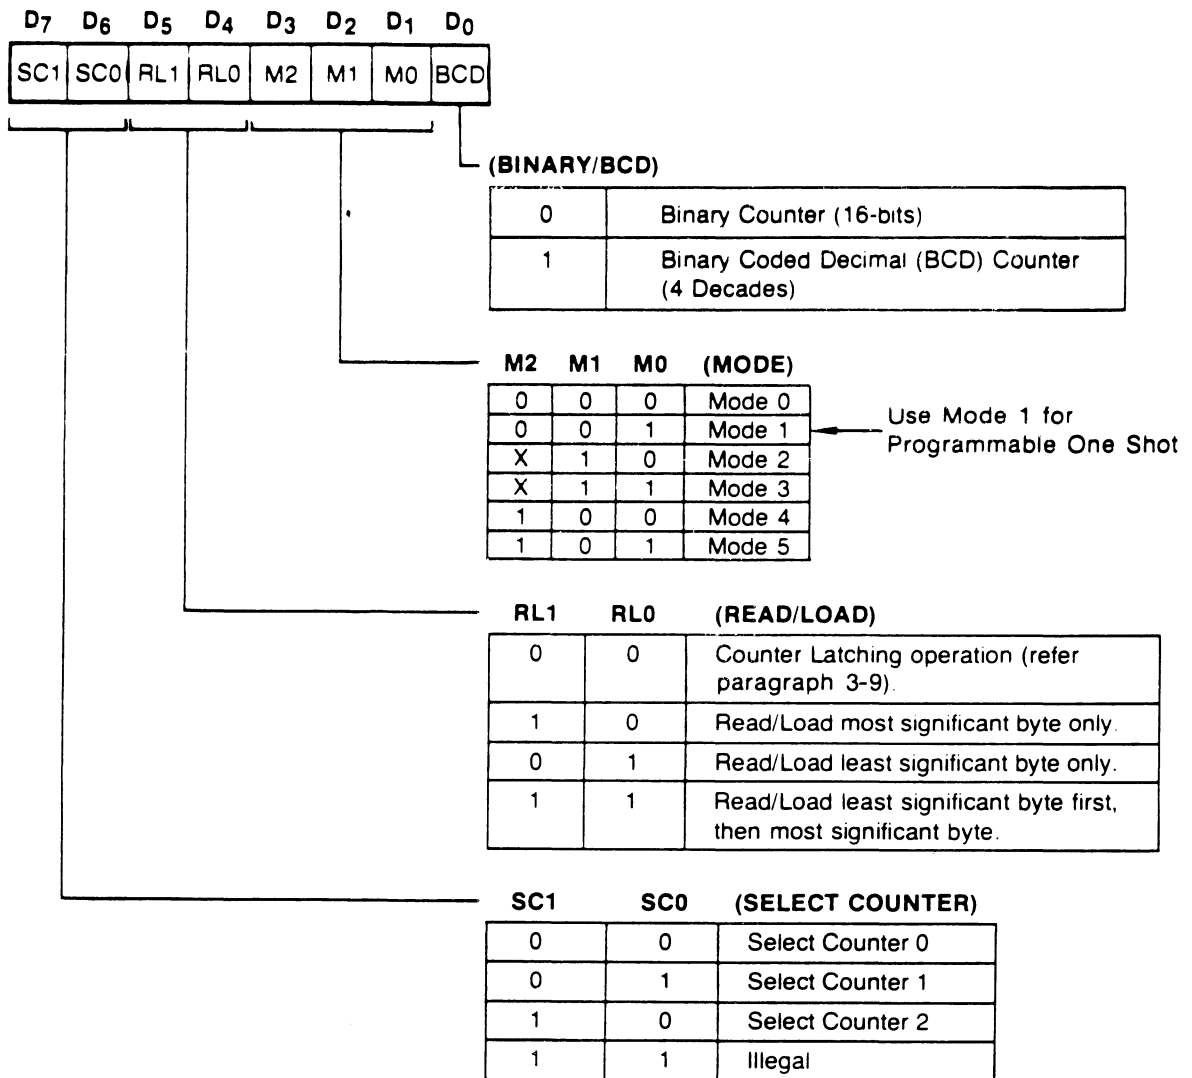 D7 D6 D5 D4 D3 D2 D1 D0
SC1 SC0 RL1 RL0 M2 M1 M0 BCD
(BINARY/BCD)
0 Binary Counter (16-bits)
1 Binary Coded Decimal (BCD) Counter
(4 Decades)
M2 M1 M0 (MODE)
0 0 0 Mode 0
0 0 1 Mode 1
X 1 0 Mode 2
X 1 1 Mode 3
1 0 0 Mode 4
1 0 1 Mode 5
Use Mode 1 for
Programmable One Shot
RL1 RL0 (READ/LOAD)
0 0 Counter Latching operation (refer
paragraph 3-9).
1 0 Read/Load most significant byte only.
0 1 Read/Load least significant byte only.
1 1 Read/Load least significant byte first,
then most significant byte.
SC1 SC0 (SELECT COUNTER)
0 0 Select Counter 0
0 1 Select Counter 1
1 0 Select Counter 2
1 1 Illegal